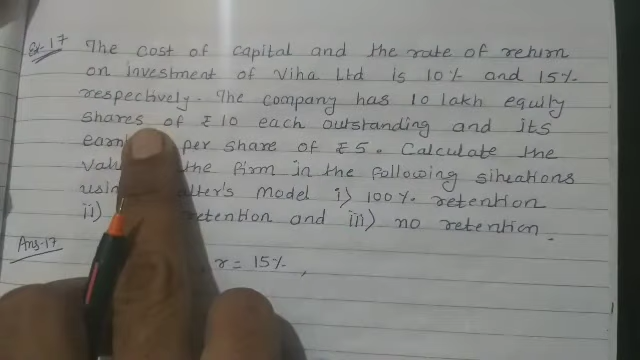 Ex-17 The cost of capital and the rate of return
on investment of Viha Ltd is 10% and 15%
respectively. The company has 10 lakh equity
shares of ₹ 10 each outstanding and its
per share of ₹ 5. Calculate the
the firm in the following situations
Model i) 100% retention
ii) retention and iii) no retention.
Ans-17
r = 15%,